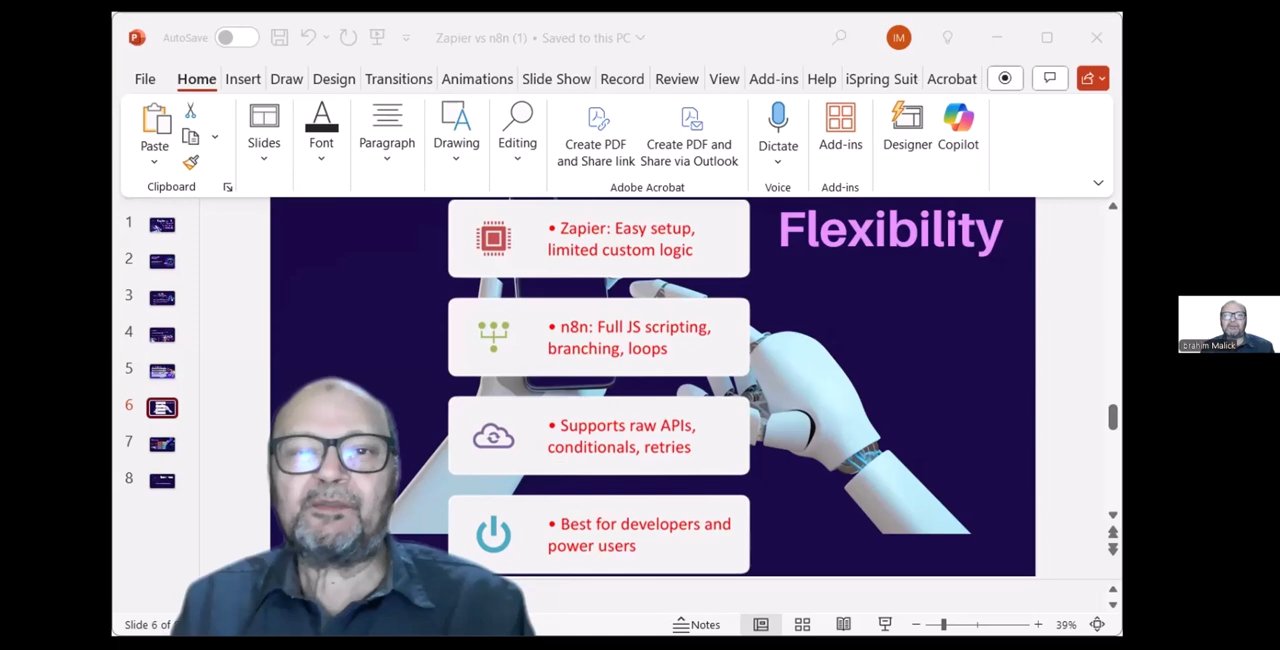 AutoSave
Zapier vs n8n (1) • Saved to this PC
IM
File Home Insert Draw Design Transitions Animations Slide Show Record Review View Add-ins Help iSpring Suit Acrobat
Paste
Slides
Font
Paragraph
Drawing
Editing
Create PDF
and Share link
Create PDF and
Share via Outlook
Dictate
Add-ins
Designer
Copilot
Clipboard
Adobe Acrobat
Voice
Add-ins
1
2
3
4
5
6
7
8
Flexibility
• Zapier: Easy setup,
limited custom logic
• n8n: Full JS scripting,
branching, loops
• Supports raw APIs,
conditionals, retries
• Best for developers and
power users
Ibrahim Malick
Slide 6 of
Notes
39%